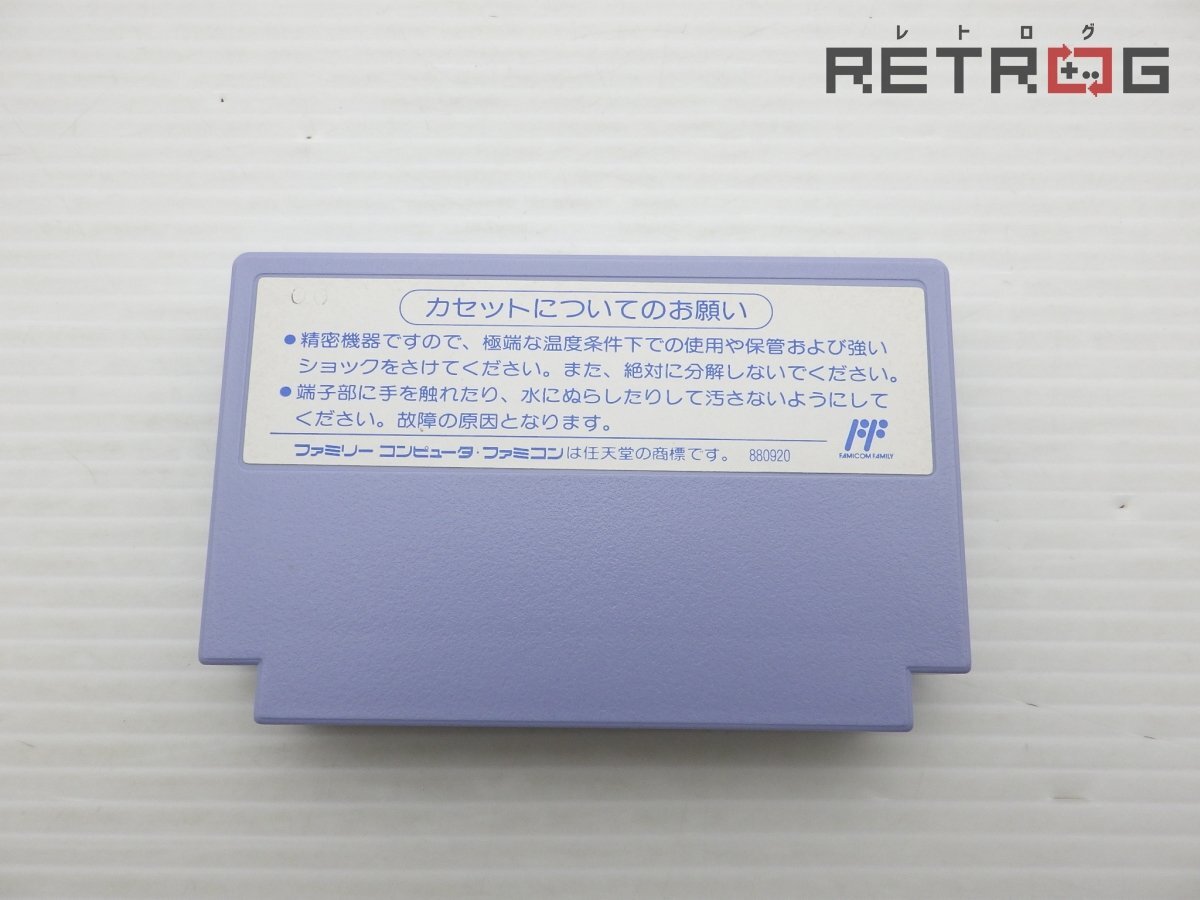 レトログ
RETROG
カセットについてのお願い
●精密機器ですので、極端な温度条件下での使用や保管および強い
ショックをさけてください。また、絶対に分解しないでください。
●端子部に手を触れたり、水にぬらしたりして汚さないようにして
ください。故障の原因となります。
FF
FAMICOM FAMILY
ファミリー コンピュータ・ファミコンは任天堂の商標です。 880920